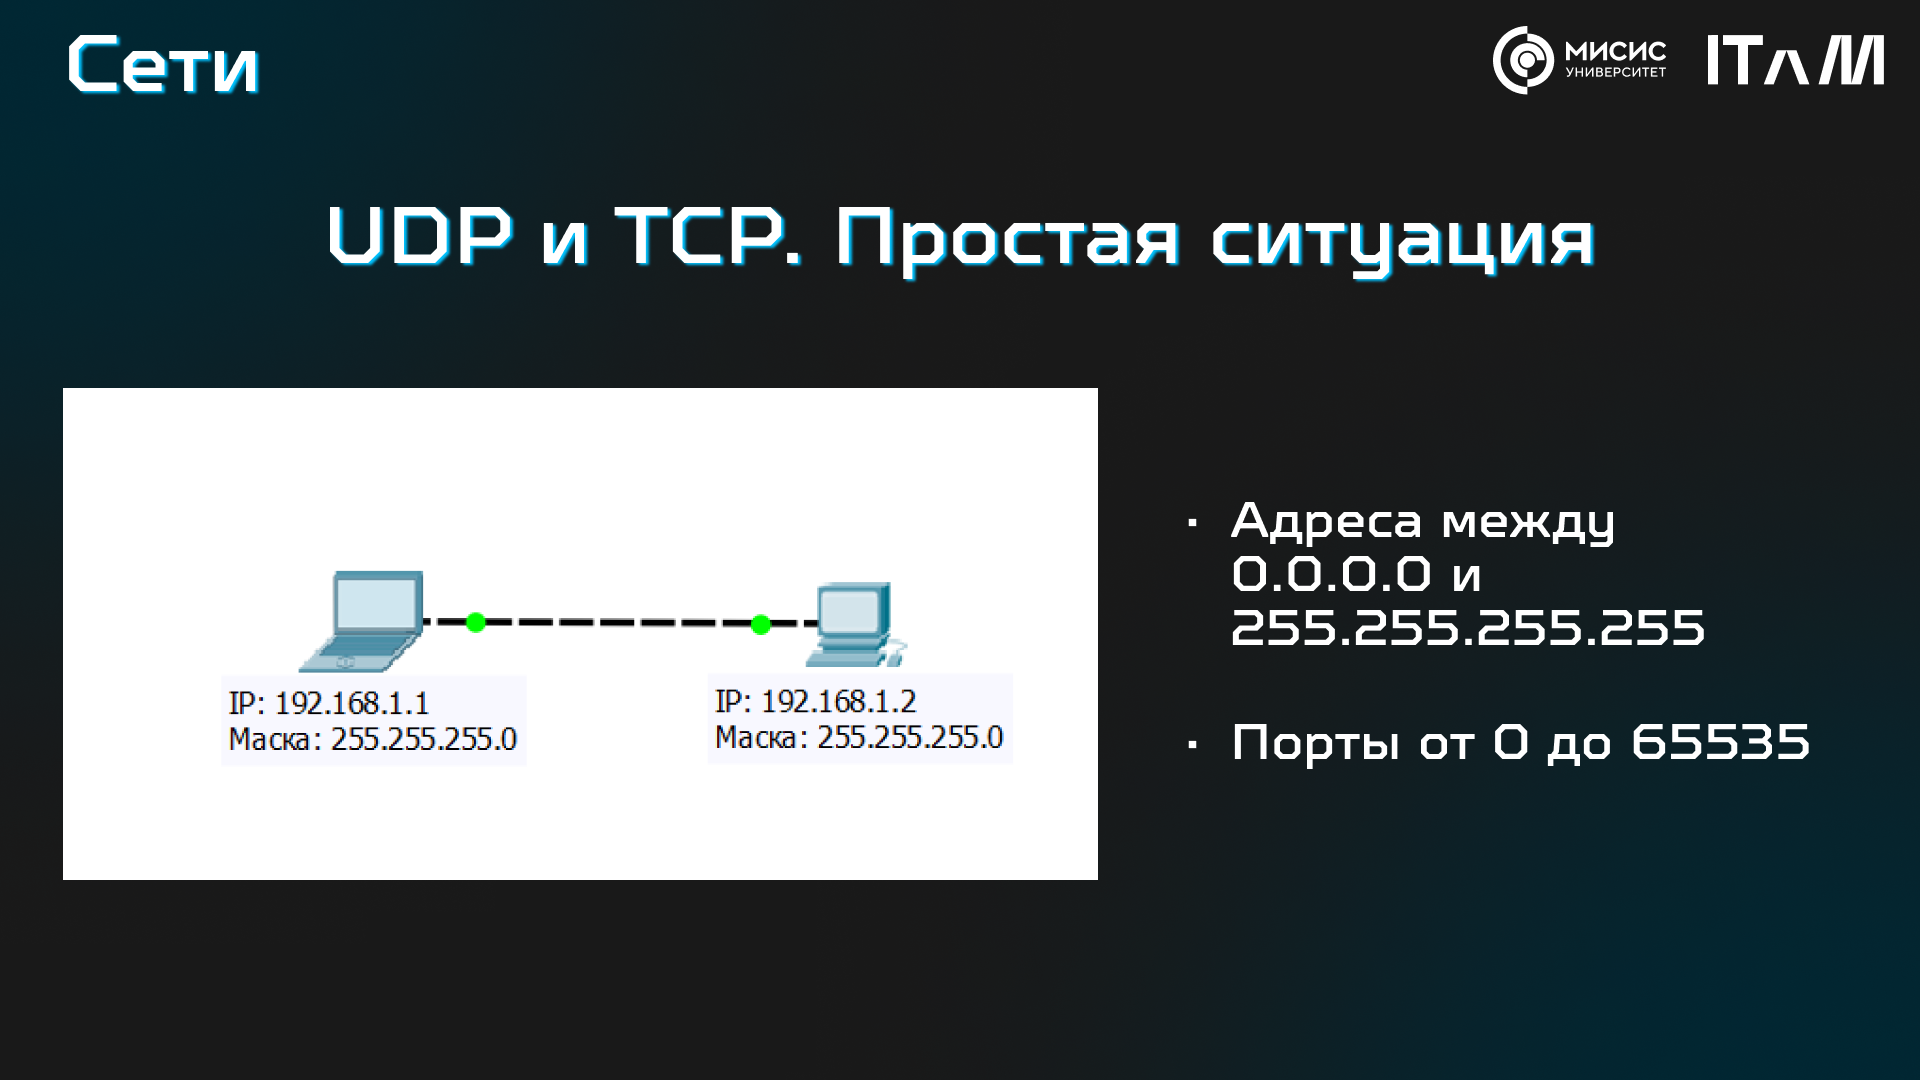 Сети
МИСИС
УНИВЕРСИТЕТ
ITAM
UDP и TCP. Простая ситуация
IP: 192.168.1.1
Маска: 255.255.255.0
IP: 192.168.1.2
Маска: 255.255.255.0
· Адреса между
0.0.0.0 и
255.255.255.255
· Порты от 0 до 65535